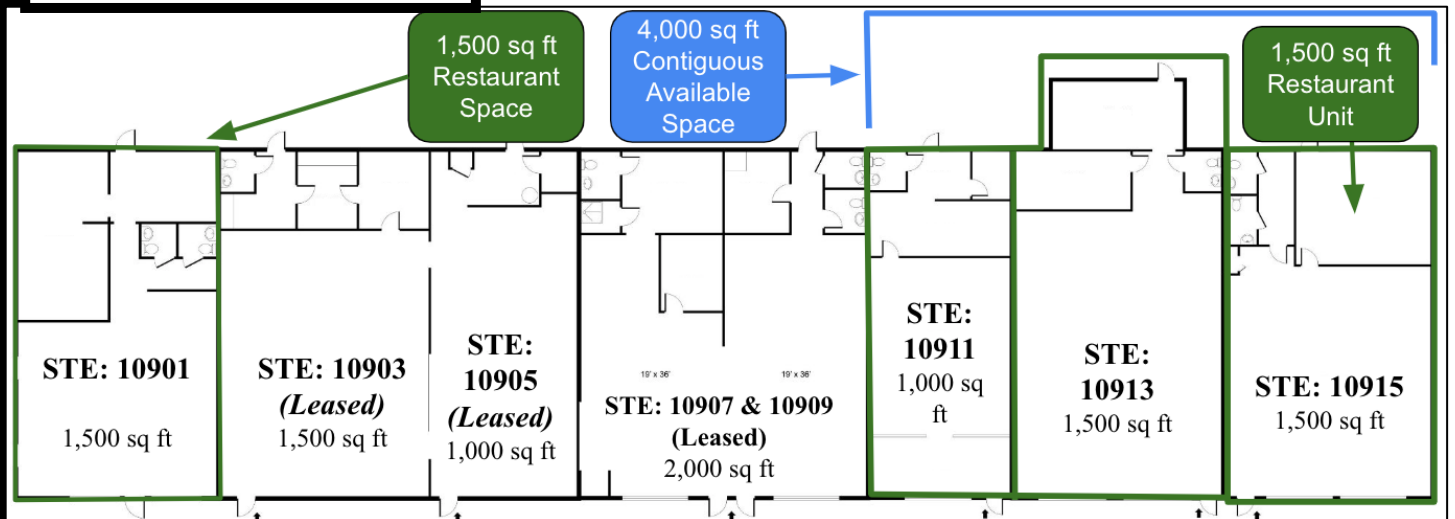 1,500 sq ft
Restaurant
Space
4,000 sq ft
Contiguous
Available
Space
1,500 sq ft
Restaurant
Unit
STE: 10901
1,500 sq ft
STE: 10903
(Leased)
1,500 sq ft
STE:
10905
(Leased)
1,000 sq ft
19' x 36'
19' x 36'
STE: 10907 & 10909
(Leased)
2,000 sq ft
STE:
10911
1,000 sq
ft
STE:
10913
1,500 sq ft
STE: 10915
1,500 sq ft